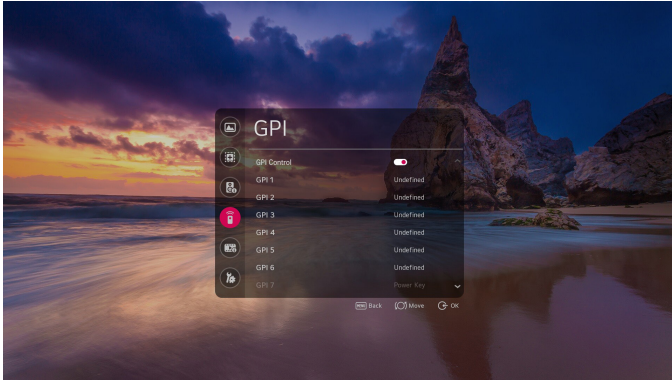 GPI
GPI Control
GPI 1 Undefined
GPI 2 Undefined
GPI 3 Undefined
GPI 4 Undefined
GPI 5 Undefined
GPI 6 Undefined
GPI 7 Power Key
MENU Back Move OK